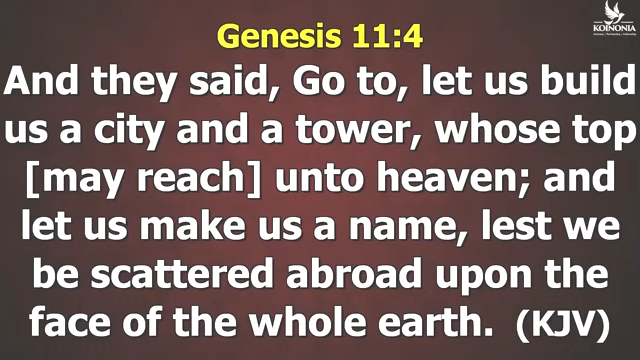 KOINONIA
Genesis 11:4
And they said, Go to, let us build
us a city and a tower, whose top
[may reach] unto heaven; and
let us make us a name, lest we
be scattered abroad upon the
face of the whole earth. (KJV)